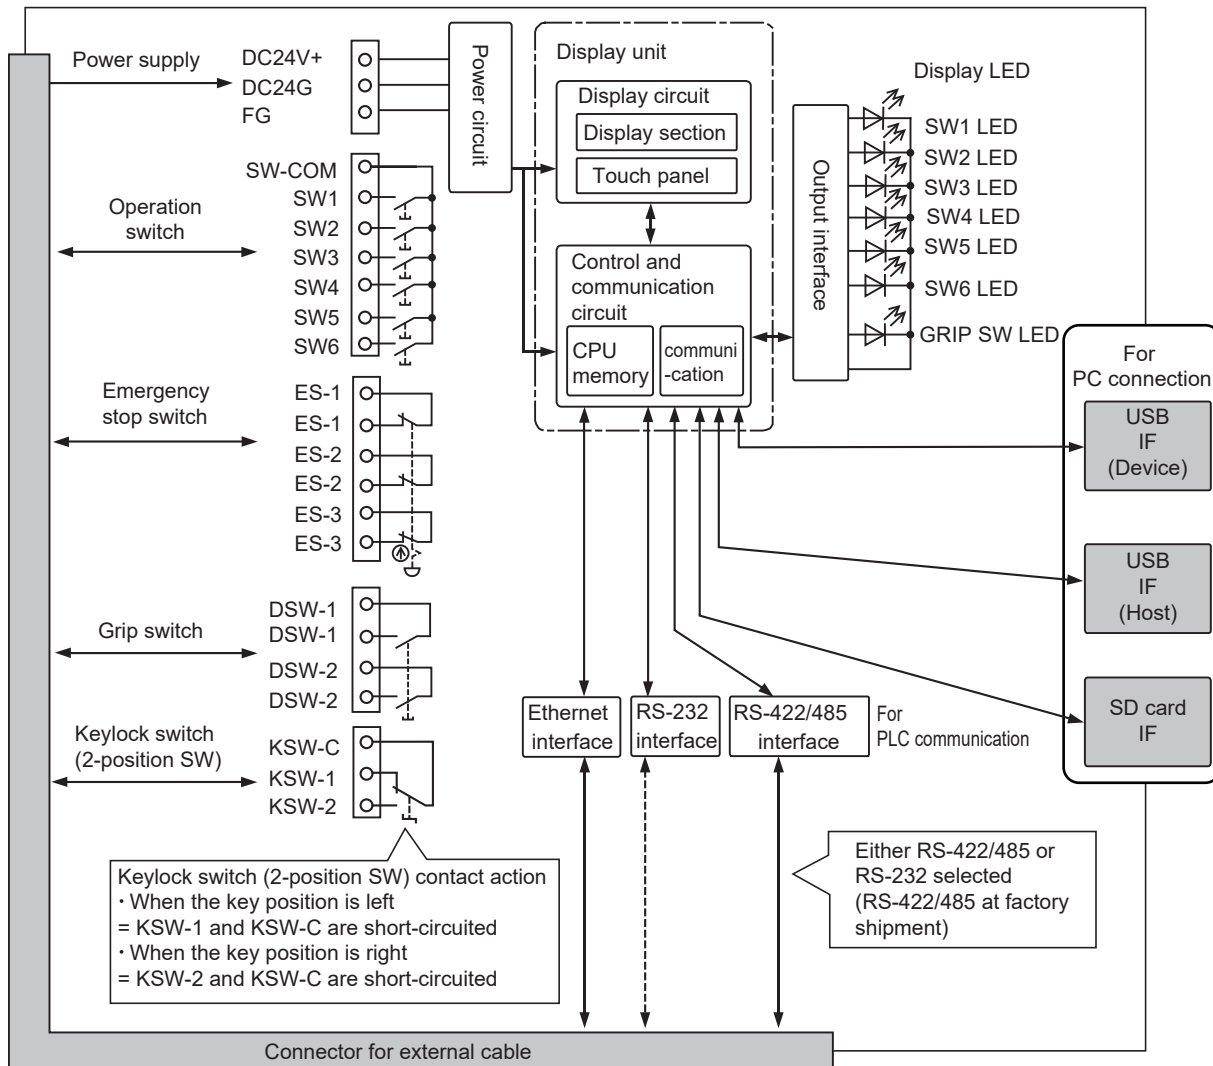 Power supply
DC24V+
DC24G
FG
Power circuit
Display unit
Display circuit
Display section
Touch panel
Control and
communication
circuit
CPU
memory
communi
-cation
Output interface
Display LED
SW1 LED
SW2 LED
SW3 LED
SW4 LED
SW5 LED
SW6 LED
GRIP SW LED
Operation
switch
SW-COM
SW1
SW2
SW3
SW4
SW5
SW6
Emergency
stop switch
ES-1
ES-1
ES-2
ES-2
ES-3
ES-3
Grip switch
DSW-1
DSW-1
DSW-2
DSW-2
Keylock switch
(2-position SW)
KSW-C
KSW-1
KSW-2
For
PC connection
USB
IF
(Device)
USB
IF
(Host)
SD card
IF
Ethernet
interface
RS-232
interface
RS-422/485
interface
For
PLC communication
Keylock switch (2-position SW) contact action
・When the key position is left
= KSW-1 and KSW-C are short-circuited
・When the key position is right
= KSW-2 and KSW-C are short-circuited
Either RS-422/485 or
RS-232 selected
(RS-422/485 at factory
shipment)
Connector for external cable